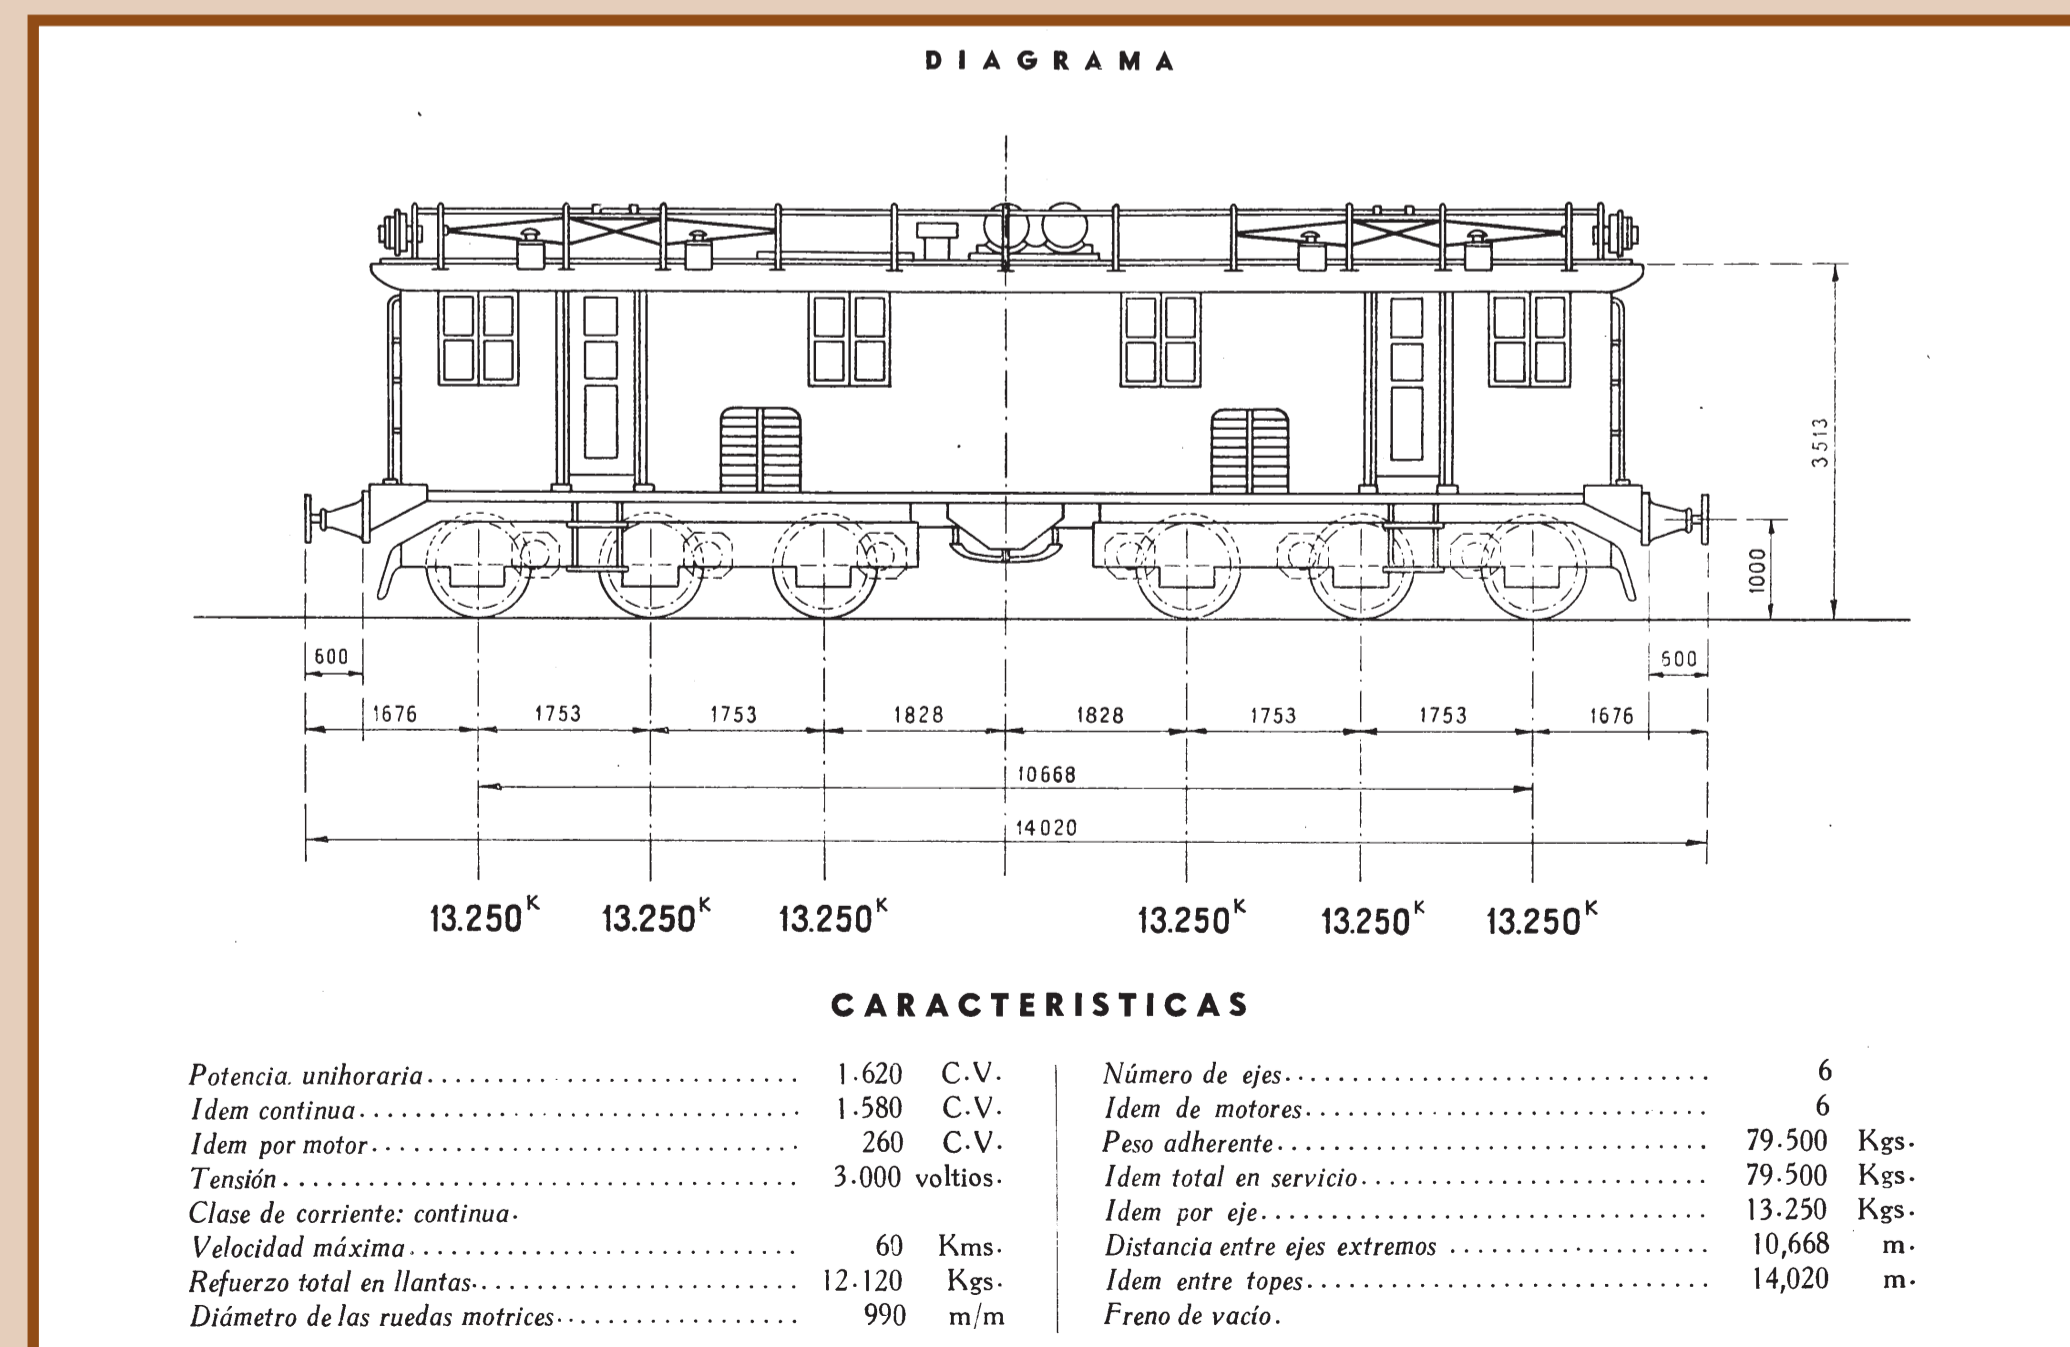 DIAGRAMA
3513
1000
600 600
1676 1753 1753 1828 1828 1753 1753 1676
10668
14020
13.250K 13.250K 13.250K 13.250K 13.250K 13.250K
CARACTERISTICAS
Potencia. unihoraria 1.620 C.V.
Idem continua 1.580 C.V.
Idem por motor 260 C.V.
Tensión 3.000 voltios.
Clase de corriente: continua.
Velocidad máxima 60 Kms.
Refuerzo total en llantas 12.120 Kgs.
Diámetro de las ruedas motrices 990 m/m
Número de ejes 6
Idem de motores 6
Peso adherente 79.500 Kgs.
Idem total en servicio 79.500 Kgs.
Idem por eje 13.250 Kgs.
Distancia entre ejes extremos 10,668 m.
Idem entre topes 14,020 m.
Freno de vacío.